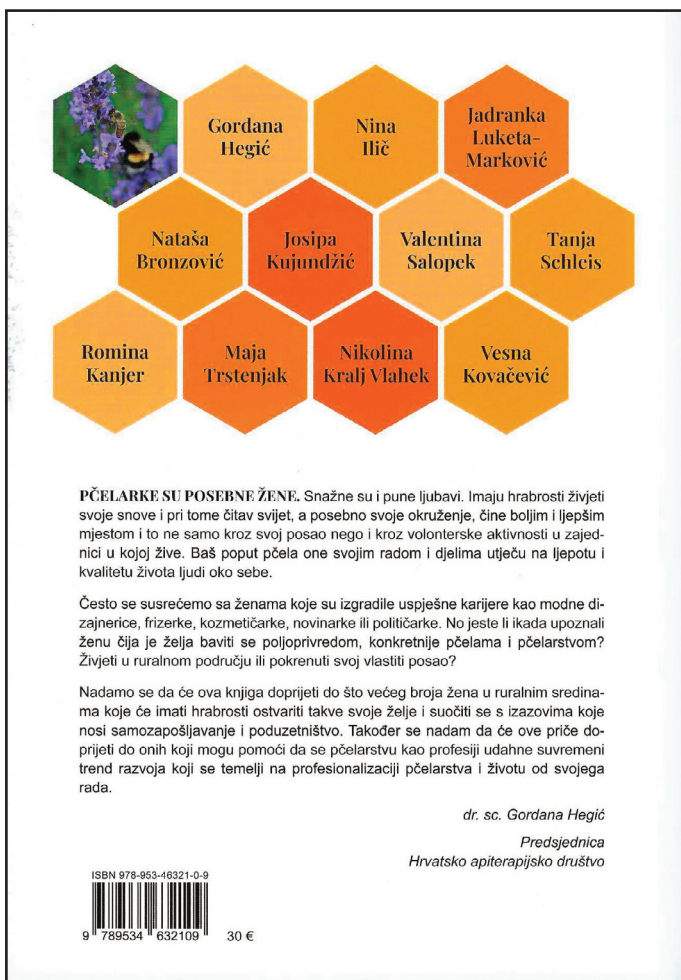 Gordana
Hegić
Nina
Ilič
Jadranka
Luketa-
Marković
Nataša
Bronzović
Josipa
Kujundžić
Valentina
Salopek
Tanja
Schleis
Romina
Kanjer
Maja
Trstenjak
Nikolina
Kralj Vlahek
Vesna
Kovačević
PČELARKE SU POSEBNE ŽENE. Snažne su i pune ljubavi. Imaju hrabrosti živjeti
svoje snove i pri tome čitav svijet, a posebno svoje okruženje, čine boljim i ljepšim
mjestom i to ne samo kroz svoj posao nego i kroz volonterske aktivnosti u zajed-
nici u kojoj žive. Baš poput pčela one svojim radom i djelima utječu na ljepotu i
kvalitetu života ljudi oko sebe.
Često se susrećemo sa ženama koje su izgradile uspješne karijere kao modne di-
zajnerice, frizerke, kozmetičarke, novinarke ili političarke. No jeste li ikada upoznali
ženu čija je želja baviti se poljoprivredom, konkretnije pčelama i pčelarstvom?
Živjeti u ruralnom području ili pokrenuti svoj vlastiti posao?
Nadamo se da će ova knjiga doprijeti do što većeg broja žena u ruralnim sredina-
ma koje će imati hrabrosti ostvariti takve svoje želje i suočiti se s izazovima koje
nosi samozapošljavanje i poduzetništvo. Također se nadam da će ove priče do-
prijeti do onih koji mogu pomoći da se pčelarstvu kao profesiji udahne suvremeni
trend razvoja koji se temelji na profesionalizaciji pčelarstva i životu od svojega
rada.
dr. sc. Gordana Hegić
Predsjednica
Hrvatsko apiterapijsko društvo
ISBN 978-953-46321-0-9
9 789534 632109
30 €